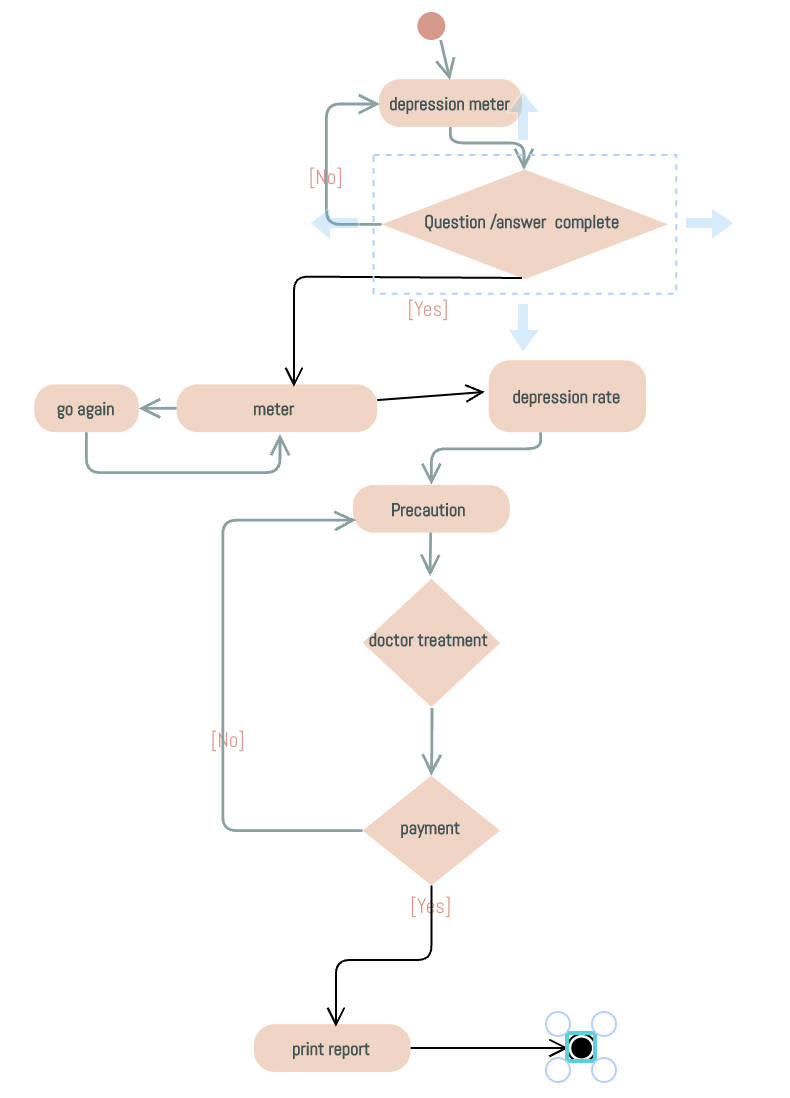 depression meter
[No]
Question /answer complete
[Yes]
go again
meter
depression rate
Precaution
doctor treatment
[No]
payment
[Yes]
print report